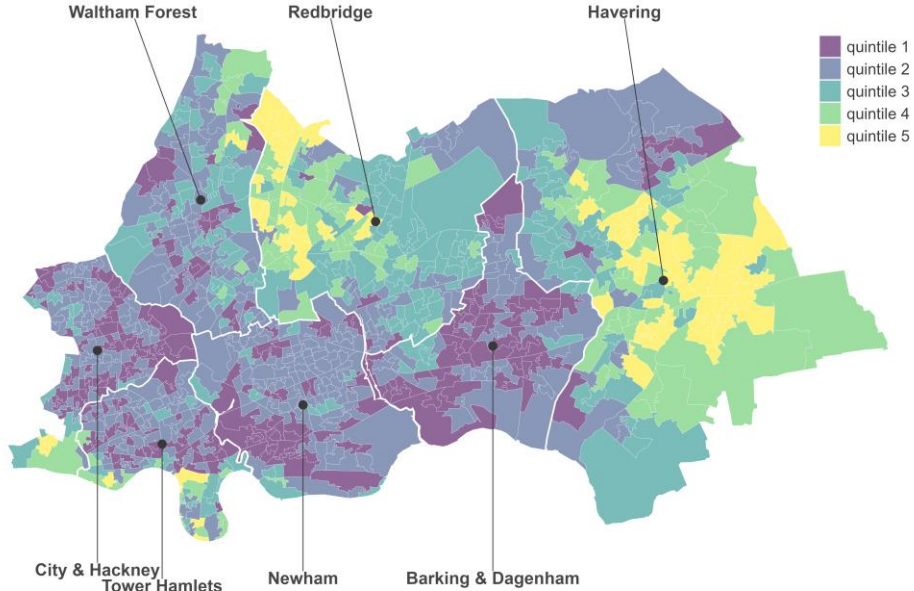 Waltham Forest
Redbridge
Havering
quintile 1
quintile 2
quintile 3
quintile 4
quintile 5
City & Hackney
Tower Hamlets
Newham
Barking & Dagenham